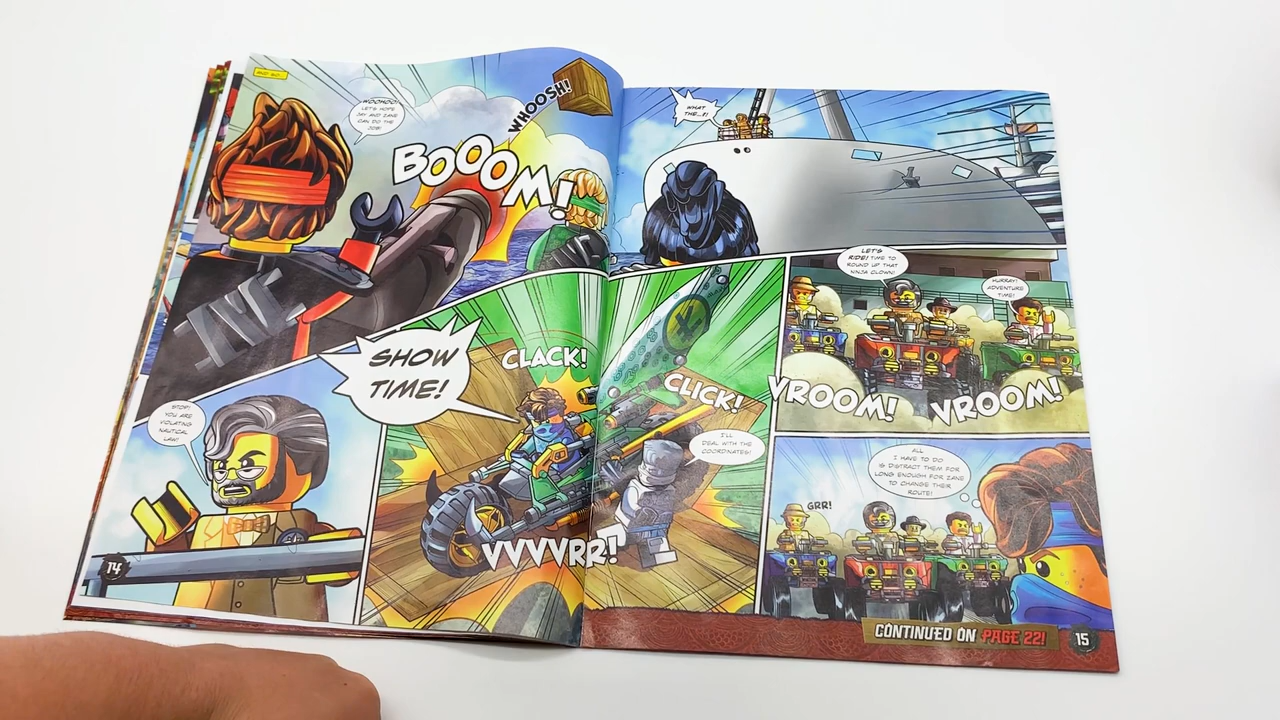 AND SO...
WOOHOO!
LET'S HOPE
JAY AND ZANE
CAN DO THE
JOB!
BOOOM!
WHOOSH!
STOP!
YOU ARE
VIOLATING
NAUTICAL
LAW!
SHOW
TIME!
CLACK!
VVVVRR!
14
WHAT
THE...?!
CLICK!
I'LL
DEAL WITH THE
COORDINATES!
LET'S
RIDE! TIME TO
ROUND UP THAT
NINJA CLOWN!
HURRAY!
ADVENTURE
TIME!
VROOM!
VROOM!
ALL
I HAVE TO DO
IS DISTRACT THEM FOR
LONG ENOUGH FOR ZANE
TO CHANGE THEIR
ROUTE!
GRR!
CONTINUED ON PAGE 22!
15